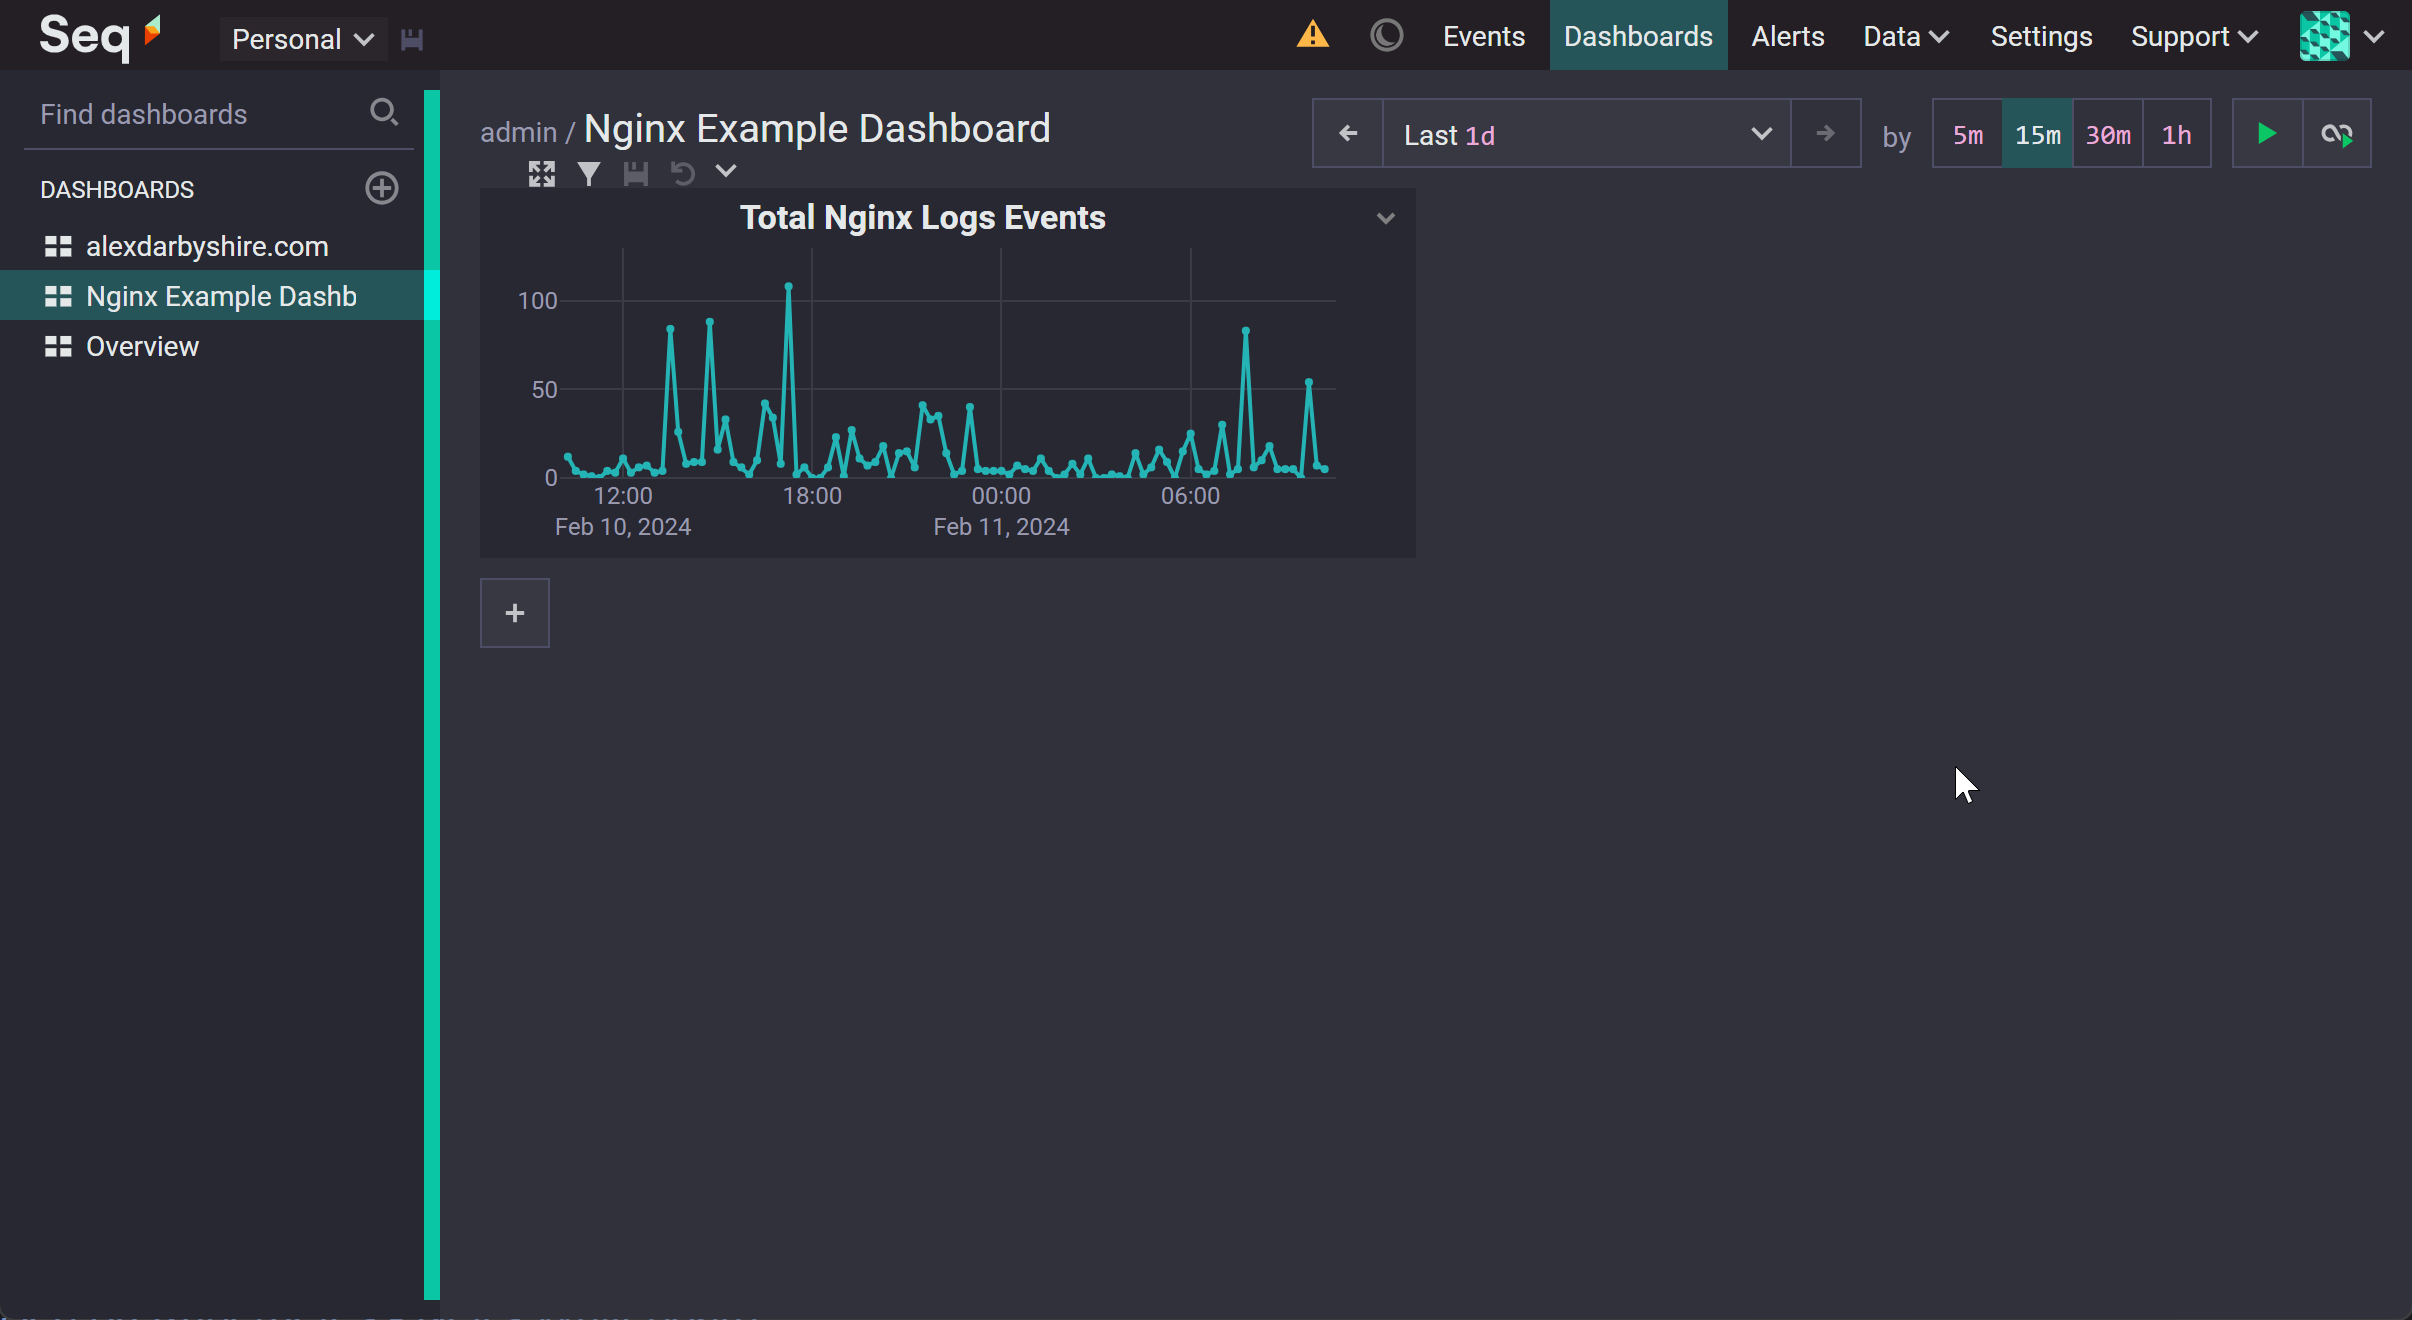 Seq
Personal
Events
Dashboards
Alerts
Data
Settings
Support
Find dashboards
DASHBOARDS
alexdarbyshire.com
Nginx Example Dashb
Overview
admin / Nginx Example Dashboard
Last 1d
by
5m
15m
30m
1h
Total Nginx Logs Events
100
50
0
12:00
18:00
00:00
06:00
Feb 10, 2024
Feb 11, 2024
+